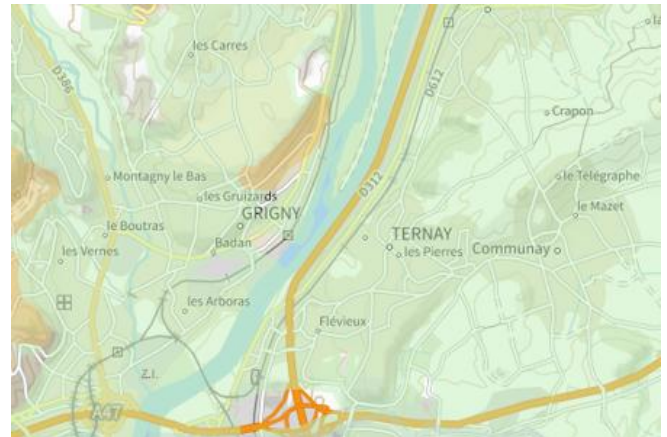 les Carres
D386
D612
Crapon
Montagny le Bas
les Gruizards
GRIGNY
D312
le Télégraphe
le Mazet
le Boutras
les Vernes
Badan
TERNAY
les Pierres
Communay
les Arboras
Flévieux
Z.I.
A47